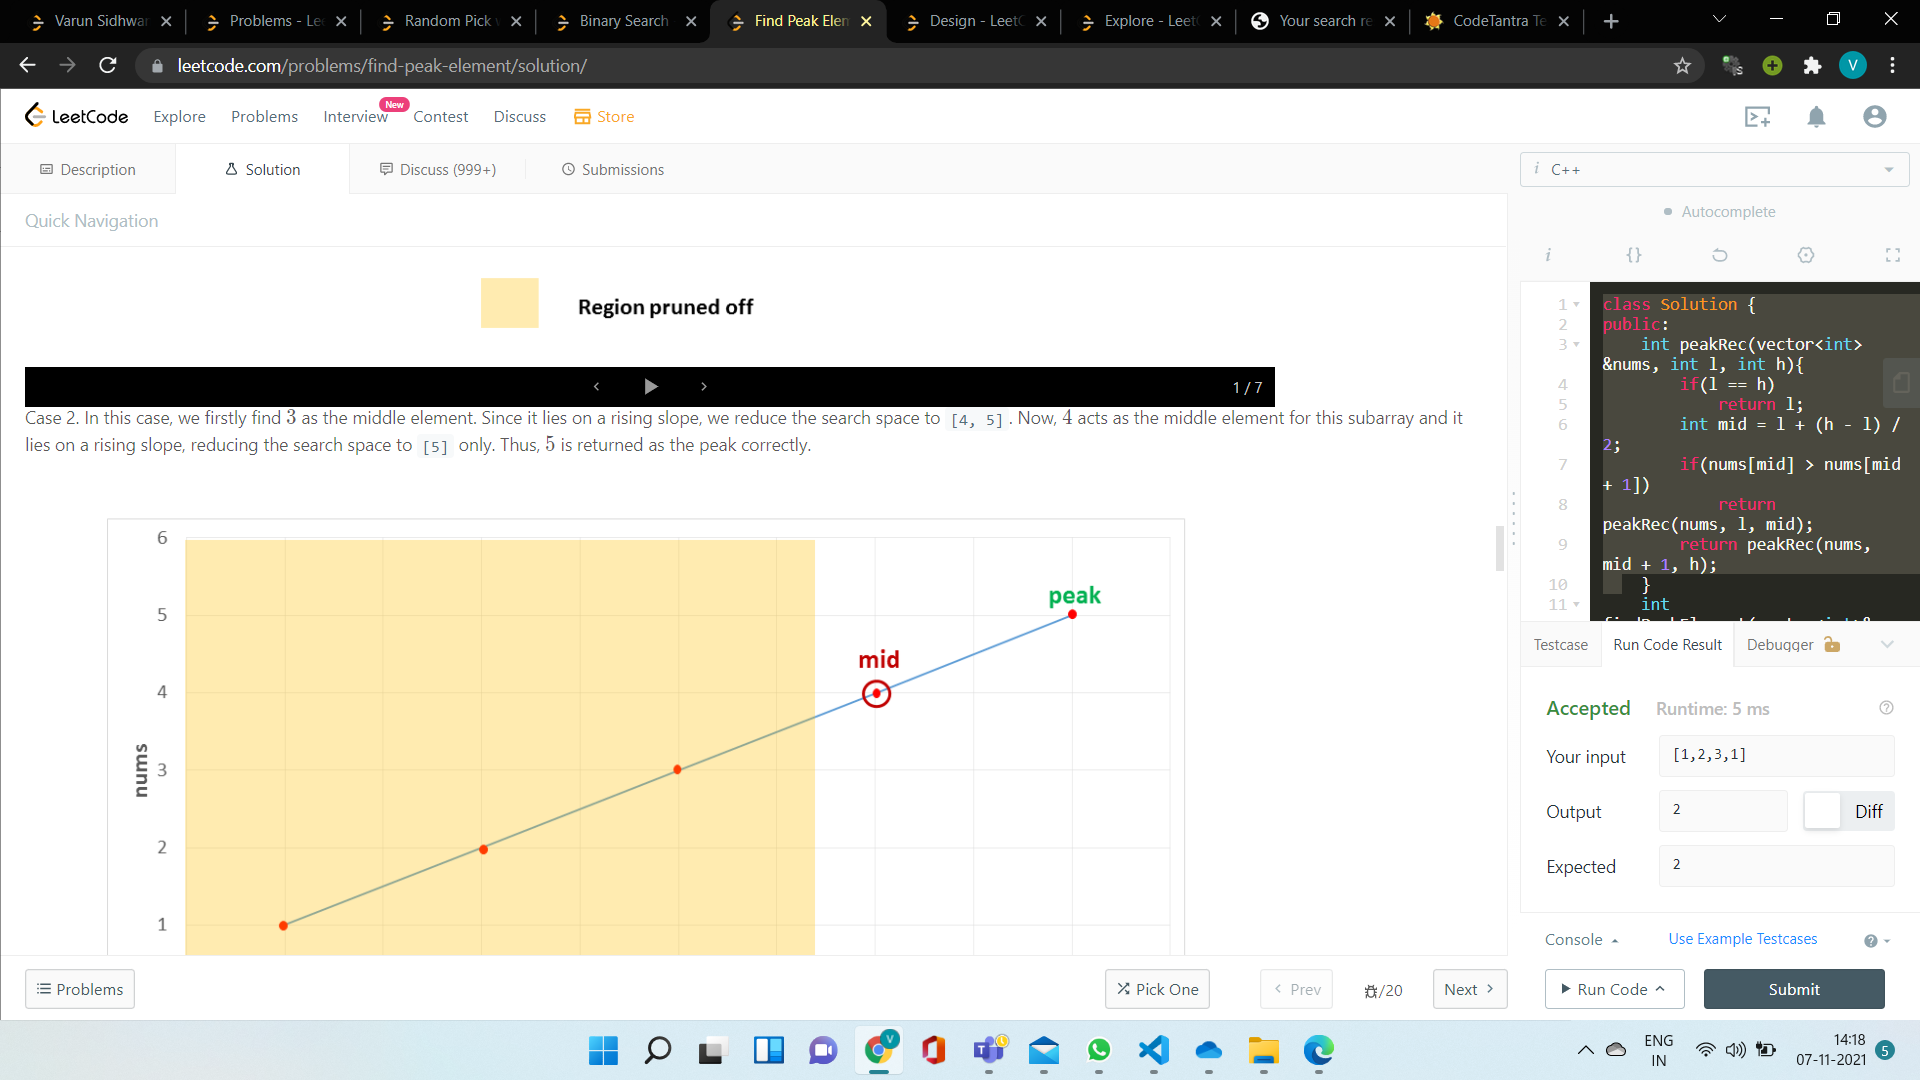 Varun Sidhwar
Problems - Lee
Random Pick w
Binary Search
Find Peak Elem
Design - LeetC
Explore - Leet
Your search re
CodeTantra Te
leetcode.com/problems/find-peak-element/solution/
V
LeetCode
Explore
Problems
Interview
New
Contest
Discuss
Store
Description
Solution
Discuss (999+)
Submissions
i C++
Quick Navigation
Autocomplete
i {}
Region pruned off
1 / 7
Case 2. In this case, we firstly find 3 as the middle element. Since it lies on a rising slope, we reduce the search space to [4, 5]. Now, 4 acts as the middle element for this subarray and it
lies on a rising slope, reducing the search space to [5] only. Thus, 5 is returned as the peak correctly.
6
5
4
3
2
1
nums
mid
peak
1 class Solution {
2 public:
3 int peakRec(vector<int>
&nums, int l, int h){
4 if(l == h)
5 return l;
6 int mid = l + (h - l) /
2;
7 if(nums[mid] > nums[mid
+ 1])
8 return
peakRec(nums, l, mid);
9 return peakRec(nums,
mid + 1, h);
10 }
11 int
Testcase
Run Code Result
Debugger
Accepted
Runtime: 5 ms
Your input
[1,2,3,1]
Output
2
Diff
Expected
2
Console
Use Example Testcases
Problems
Pick One
Prev
/20
Next
Run Code
Submit
V
ENG
IN
14:18
07-11-2021
5